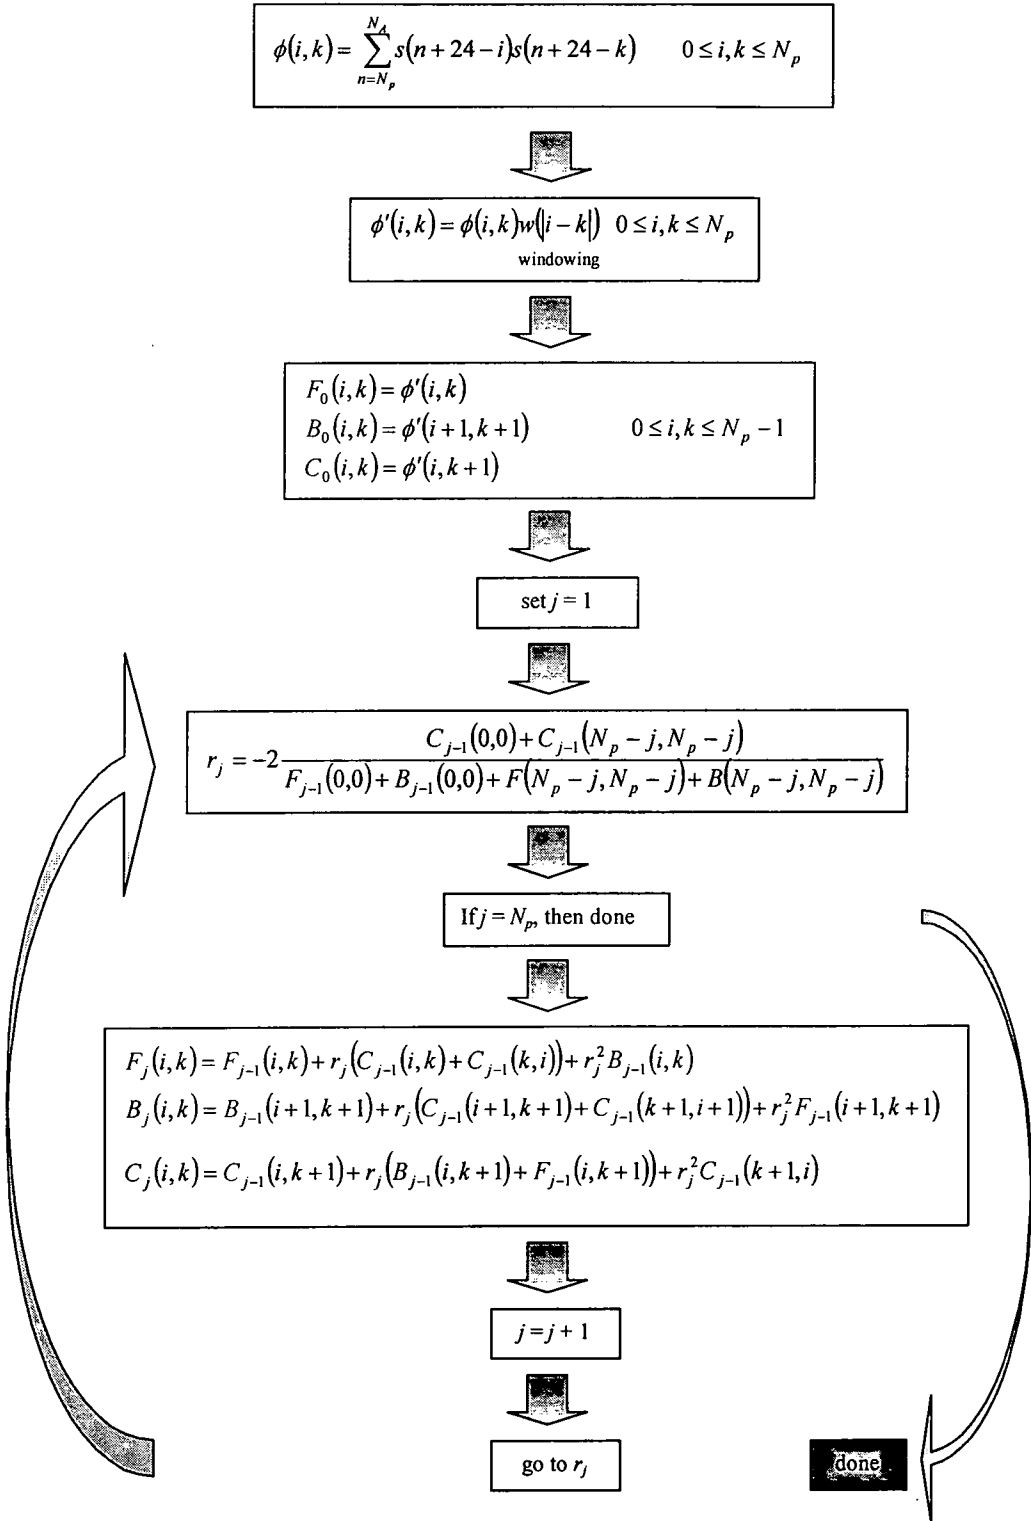 φ(i,k) = ∑_{n=N_p}^{N_A} s(n+24−i)s(n+24−k) 0 ≤ i,k ≤ N_p
φ′(i,k) = φ(i,k)w(|i−k|) 0 ≤ i,k ≤ N_p
windowing
F_0(i,k) = φ′(i,k)
B_0(i,k) = φ′(i+1,k+1) 0 ≤ i,k ≤ N_p −1
C_0(i,k) = φ′(i,k+1)
set j = 1
r_j = −2 (C_{j−1}(0,0)+C_{j−1}(N_p − j,N_p − j)) / (F_{j−1}(0,0)+B_{j−1}(0,0)+F(N_p − j,N_p − j)+B(N_p − j,N_p − j))
If j = N_p, then done
F_j(i,k) = F_{j−1}(i,k)+r_j(C_{j−1}(i,k)+C_{j−1}(k,i))+r_j^2 B_{j−1}(i,k)
B_j(i,k) = B_{j−1}(i+1,k+1)+r_j(C_{j−1}(i+1,k+1)+C_{j−1}(k+1,i+1))+r_j^2 F_{j−1}(i+1,k+1)
C_j(i,k) = C_{j−1}(i,k+1)+r_j(B_{j−1}(i,k+1)+F_{j−1}(i,k+1))+r_j^2 C_{j−1}(k+1,i)
j = j + 1
go to r_j
done